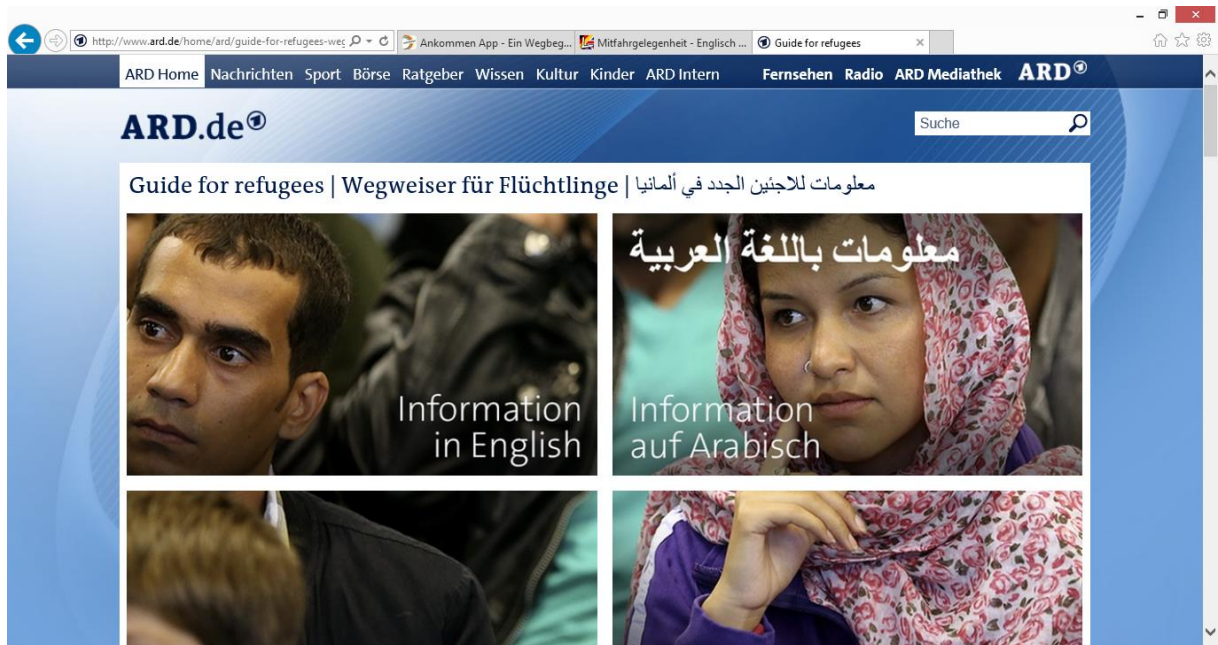 http://www.ard.de/home/ard/guide-for-refugees-weg
Ankommen App - Ein Wegbeg...
Mitfahrgelegenheit - Englisch ...
Guide for refugees
ARD Home Nachrichten Sport Börse Ratgeber Wissen Kultur Kinder ARD Intern Fernsehen Radio ARD Mediathek ARD
ARD.de
Suche
Guide for refugees | Wegweiser für Flüchtlinge | معلومات للاجئين الجدد في ألمانيا
Information
in English
معلومات باللغة العربية
Information
auf Arabisch